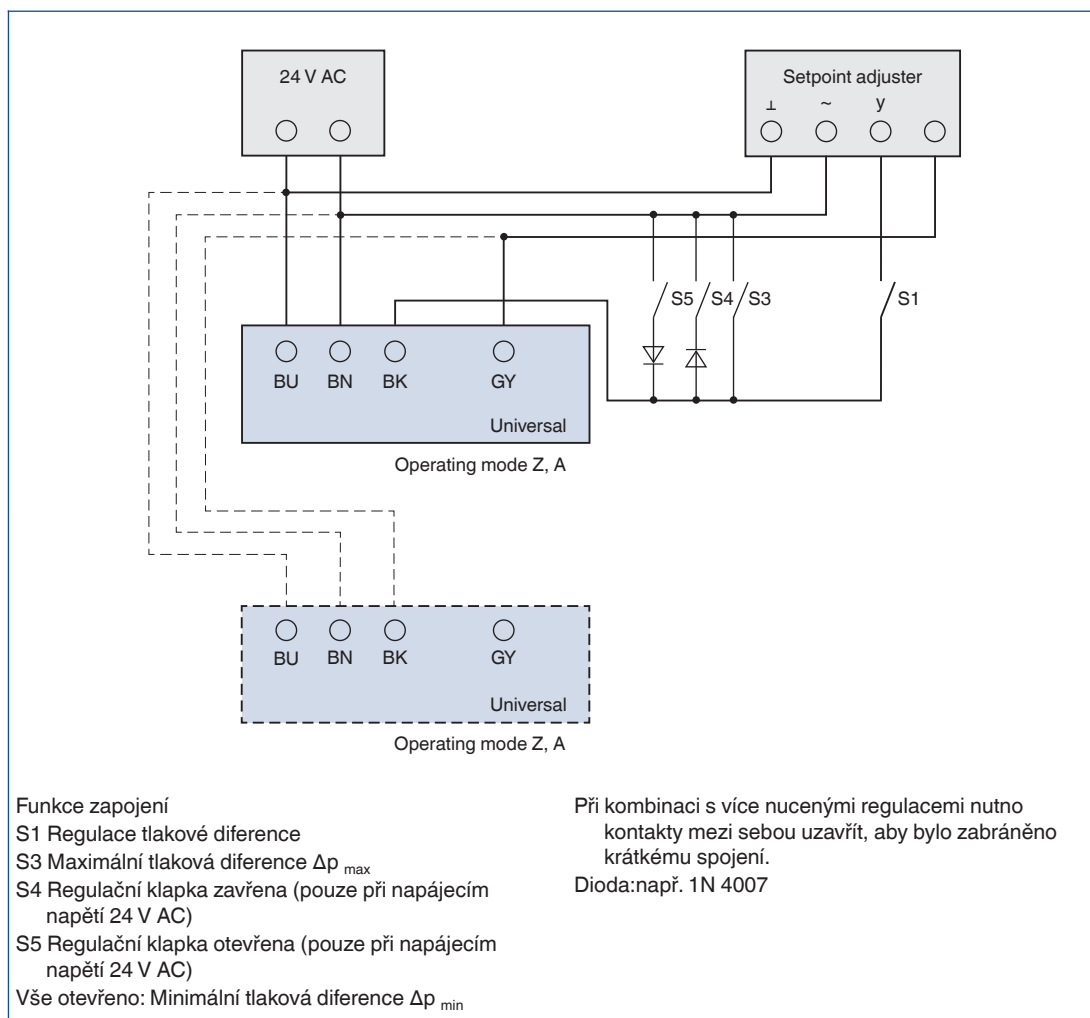 24 V AC
Setpoint adjuster
⊥ ~ y
S5 S4 S3 S1
BU BN BK GY
Universal
Operating mode Z, A
BU BN BK GY
Universal
Operating mode Z, A
Funkce zapojení
S1 Regulace tlakové diference
S3 Maximální tlaková diference Δp max
S4 Regulační klapka zavřena (pouze při napájecím
napětí 24 V AC)
S5 Regulační klapka otevřena (pouze při napájecím
napětí 24 V AC)
Vše otevřeno: Minimální tlaková diference Δp min
Při kombinaci s více nucenými regulacemi nutno
kontakty mezi sebou uzavřít, aby bylo zabráněno
krátkému spojení.
Dioda:např. 1N 4007